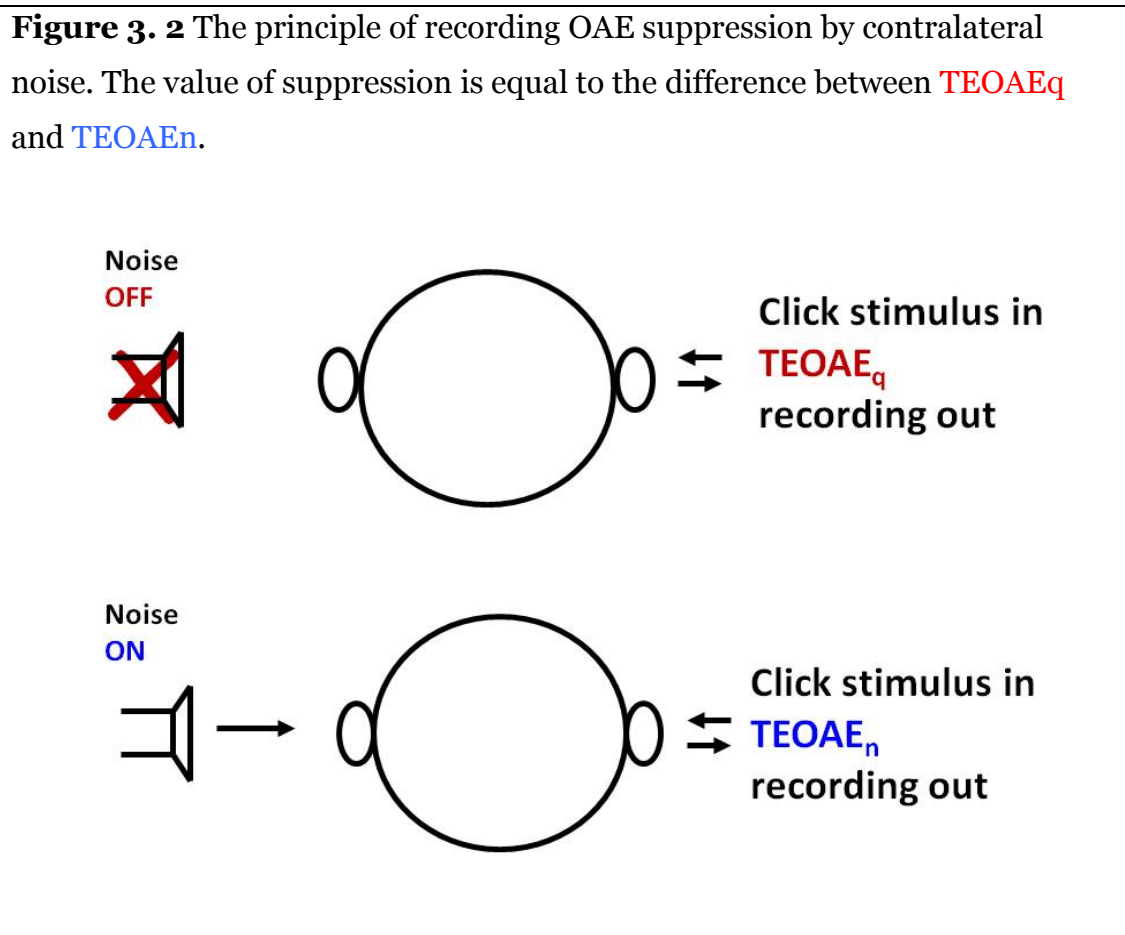 Figure 3. 2 The principle of recording OAE suppression by contralateral
noise. The value of suppression is equal to the difference between TEOAEq
and TEOAEn.
Noise
OFF
Click stimulus in
TEOAEq
recording out
Noise
ON
Click stimulus in
TEOAEn
recording out